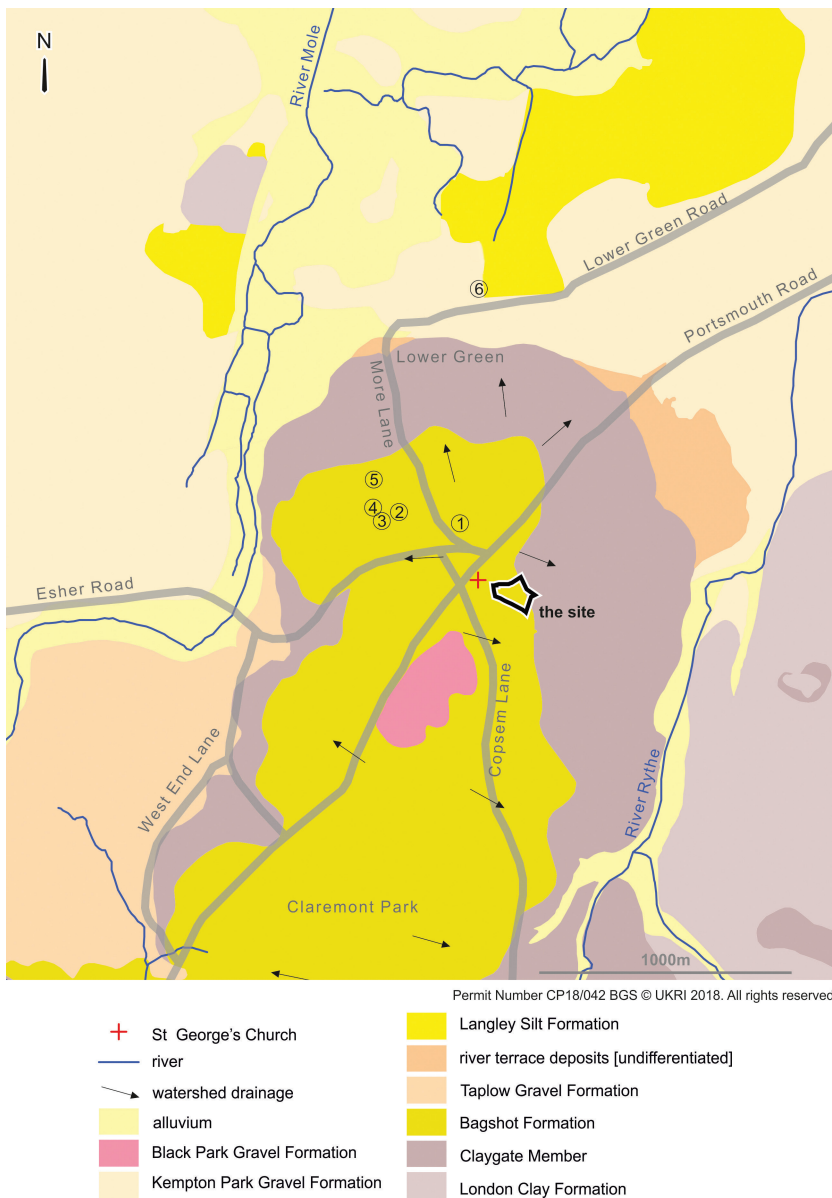 N
River Mole
Lower Green Road
Portsmouth Road
6
Lower Green
More Lane
5
4
3
2
1
Esher Road
the site
Copsem Lane
West End Lane
River Rythe
Claremont Park
1000m
Permit Number CP18/042 BGS © UKRI 2018. All rights reserved
St George's Church
river
watershed drainage
alluvium
Black Park Gravel Formation
Kempton Park Gravel Formation
Langley Silt Formation
river terrace deposits [undifferentiated]
Taplow Gravel Formation
Bagshot Formation
Claygate Member
London Clay Formation